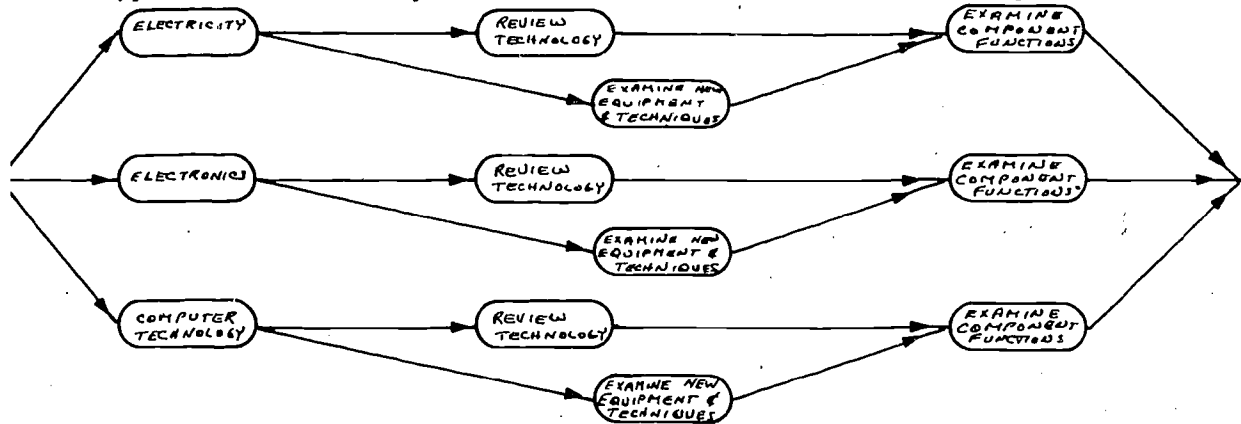 ELECTRICITY
REVIEW
TECHNOLOGY
EXAMINE
COMPONENT
FUNCTIONS
EXAMINE NEW
EQUIPMENT
& TECHNIQUES
ELECTRONICS
REVIEW
TECHNOLOGY
EXAMINE
COMPONENT
FUNCTIONS
EXAMINE NEW
EQUIPMENT &
TECHNIQUES
COMPUTER
TECHNOLOGY
REVIEW
TECHNOLOGY
EXAMINE
COMPONENT
FUNCTIONS
EXAMINE NEW
EQUIPMENT &
TECHNIQUES